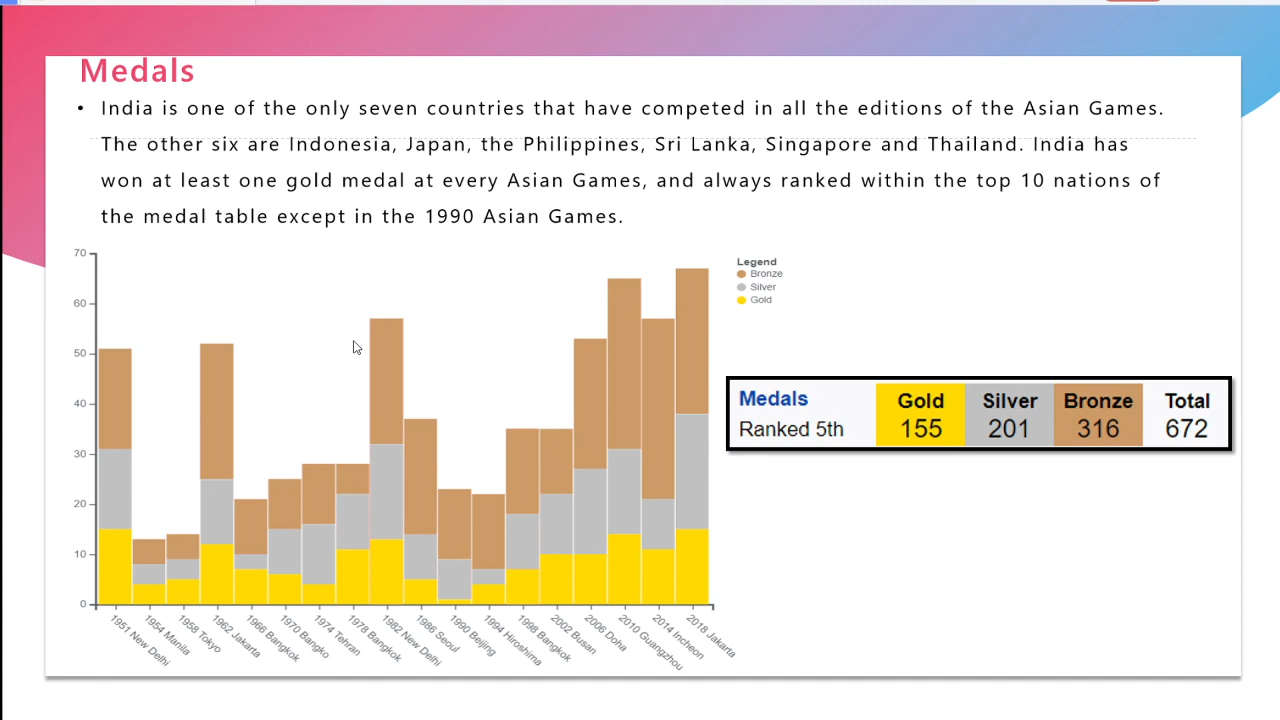 Medals
• India is one of the only seven countries that have competed in all the editions of the Asian Games.
The other six are Indonesia, Japan, the Philippines, Sri Lanka, Singapore and Thailand. India has
won at least one gold medal at every Asian Games, and always ranked within the top 10 nations of
the medal table except in the 1990 Asian Games.
70
60
50
40
30
20
10
0
1951 New Delhi
1954 Manila
1958 Tokyo
1962 Jakarta
1966 Bangkok
1970 Bangko
1974 Tehran
1978 Bangkok
1982 New Delhi
1986 Seoul
1990 Beijing
1994 Hiroshima
1998 Bangkok
2002 Busan
2006 Doha
2010 Guangzhou
2014 Incheon
2018 Jakarta
Legend
Bronze
Silver
Gold
Medals Gold Silver Bronze Total
Ranked 5th 155 201 316 672